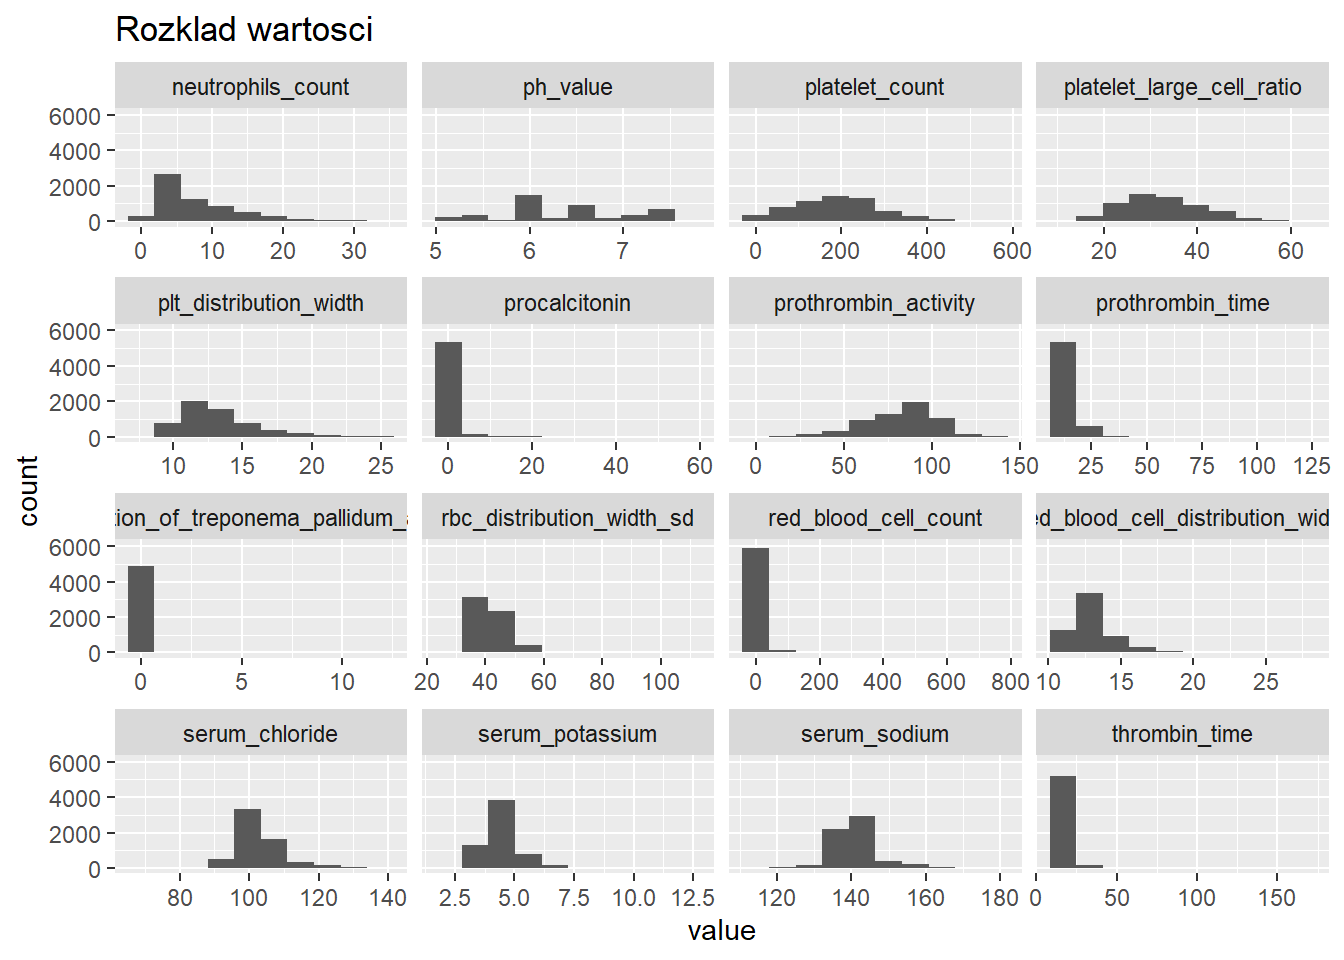 Rozklad wartosci
neutrophils_count ph_value platelet_count platelet_large_cell_ratio
6000
4000
2000
0
0 10 20 30 5 6 7 0 200 400 600 20 40 60
plt_distribution_width procalcitonin prothrombin_activity prothrombin_time
6000
4000
2000
0
10 15 20 25 0 20 40 60 0 50 100 150 25 50 75 100 125
tion_of_treponema_pallidum_a rbc_distribution_width_sd red_blood_cell_count ed_blood_cell_distribution_wid
6000
4000
2000
0
0 5 10 20 40 60 80 100 0 200 400 600 800 10 15 20 25
serum_chloride serum_potassium serum_sodium thrombin_time
6000
4000
2000
0
80 100 120 140 2.5 5.0 7.5 10.0 12.5 120 140 160 180 0 50 100 150
count
value